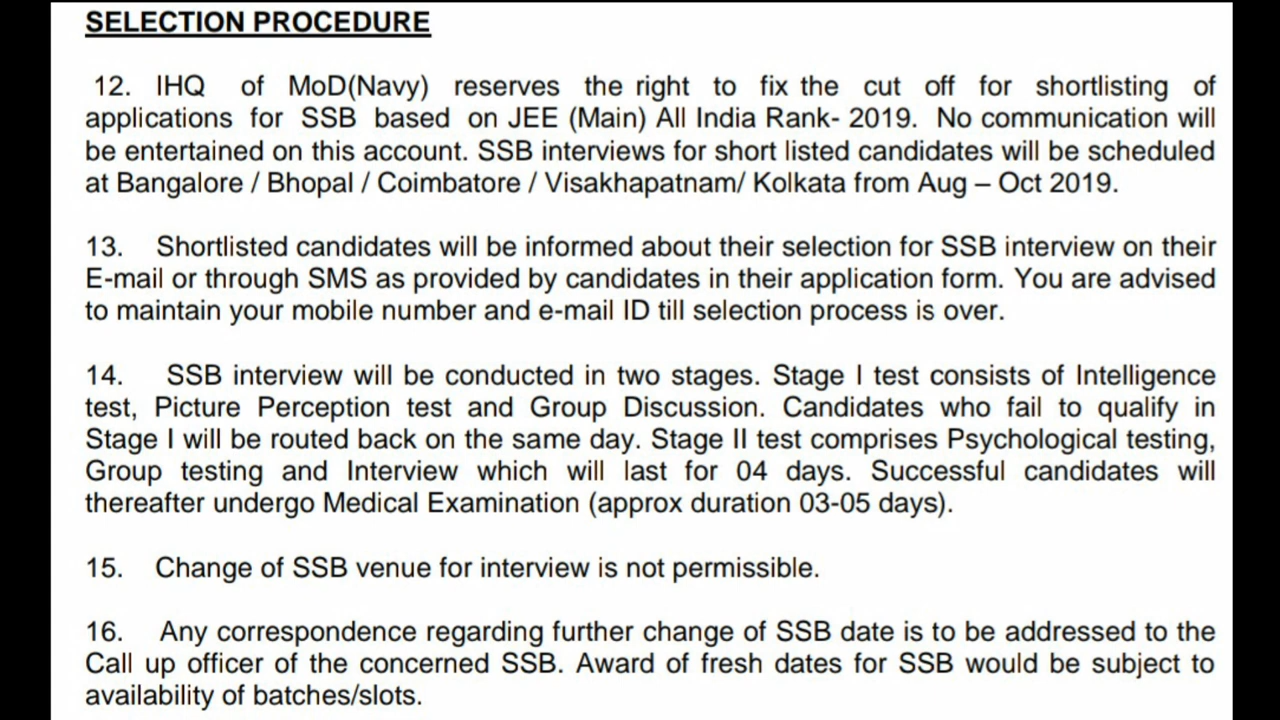 SELECTION PROCEDURE
12. IHQ of MoD(Navy) reserves the right to fix the cut off for shortlisting of
applications for SSB based on JEE (Main) All India Rank- 2019. No communication will
be entertained on this account. SSB interviews for short listed candidates will be scheduled
at Bangalore / Bhopal / Coimbatore / Visakhapatnam/ Kolkata from Aug – Oct 2019.
13. Shortlisted candidates will be informed about their selection for SSB interview on their
E-mail or through SMS as provided by candidates in their application form. You are advised
to maintain your mobile number and e-mail ID till selection process is over.
14. SSB interview will be conducted in two stages. Stage I test consists of Intelligence
test, Picture Perception test and Group Discussion. Candidates who fail to qualify in
Stage I will be routed back on the same day. Stage II test comprises Psychological testing,
Group testing and Interview which will last for 04 days. Successful candidates will
thereafter undergo Medical Examination (approx duration 03-05 days).
15. Change of SSB venue for interview is not permissible.
16. Any correspondence regarding further change of SSB date is to be addressed to the
Call up officer of the concerned SSB. Award of fresh dates for SSB would be subject to
availability of batches/slots.